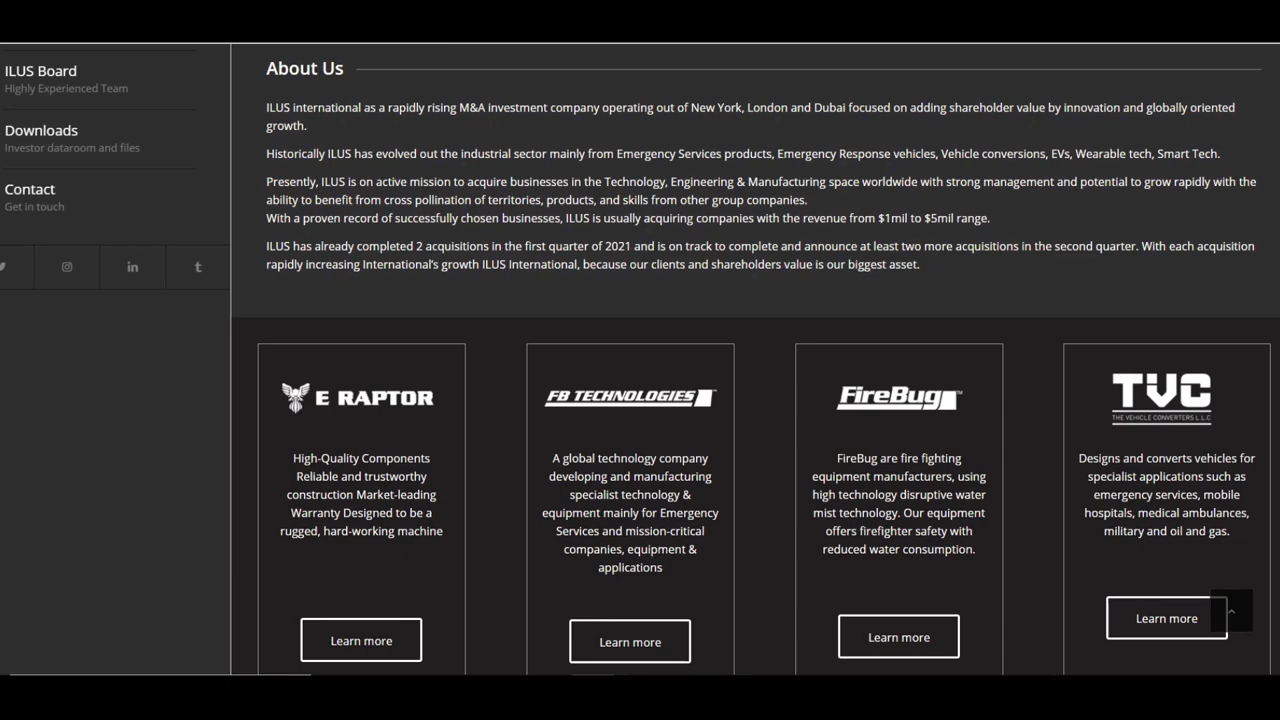 ILUS Board
Highly Experienced Team
Downloads
Investor dataroom and files
Contact
Get in touch
About Us
ILUS international as a rapidly rising M&A investment company operating out of New York, London and Dubai focused on adding shareholder value by innovation and globally oriented
growth.
Historically ILUS has evolved out the industrial sector mainly from Emergency Services products, Emergency Response vehicles, Vehicle conversions, EVs, Wearable tech, Smart Tech.
Presently, ILUS is on active mission to acquire businesses in the Technology, Engineering & Manufacturing space worldwide with strong management and potential to grow rapidly with the
ability to benefit from cross pollination of territories, products, and skills from other group companies.
With a proven record of successfully chosen businesses, ILUS is usually acquiring companies with the revenue from $1mil to $5mil range.
ILUS has already completed 2 acquisitions in the first quarter of 2021 and is on track to complete and announce at least two more acquisitions in the second quarter. With each acquisition
rapidly increasing International's growth ILUS International, because our clients and shareholders value is our biggest asset.
E RAPTOR
High-Quality Components
Reliable and trustworthy
construction Market-leading
Warranty Designed to be a
rugged, hard-working machine
Learn more
FB TECHNOLOGIES
A global technology company
developing and manufacturing
specialist technology &
equipment mainly for Emergency
Services and mission-critical
companies, equipment &
applications
Learn more
FireBug™
FireBug are fire fighting
equipment manufacturers, using
high technology disruptive water
mist technology. Our equipment
offers firefighter safety with
reduced water consumption.
Learn more
TVC
THE VEHICLE CONVERTERS L.L.C
Designs and converts vehicles for
specialist applications such as
emergency services, mobile
hospitals, medical ambulances,
military and oil and gas.
Learn more